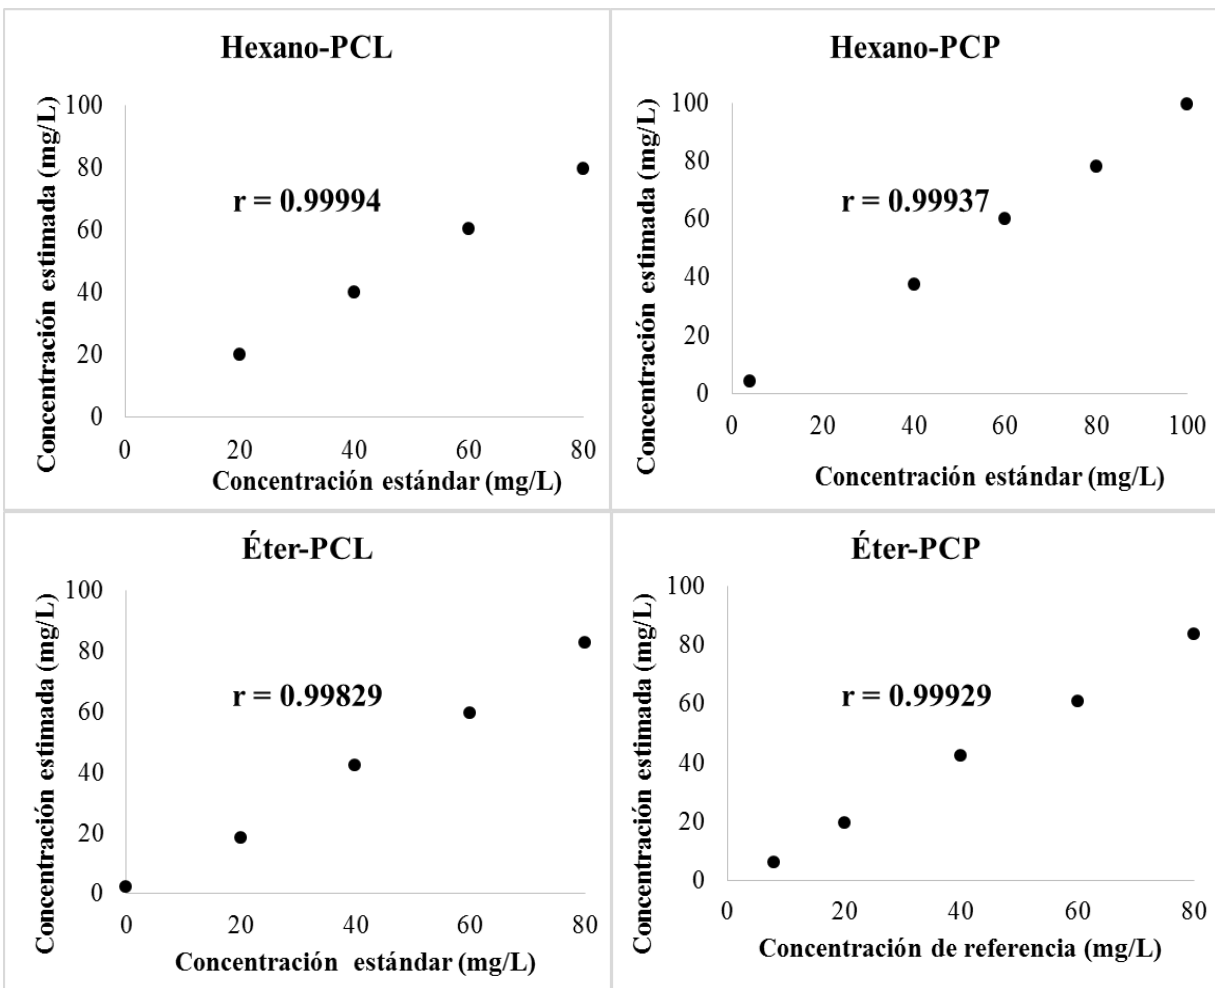 Hexano-PCL
Concentración estimada (mg/L)
100
80
60
40
20
0
r = 0.99994
0 20 40 60 80
Concentración estándar (mg/L)
Hexano-PCP
Concentración estimada (mg/L)
100
80
60
40
20
0
r = 0.99937
0 20 40 60 80 100
Concentración estándar (mg/L)
Éter-PCL
Concentración estimada (mg/L)
100
80
60
40
20
0
r = 0.99829
0 20 40 60 80
Concentración estándar (mg/L)
Éter-PCP
Concentración estimada (mg/L)
100
80
60
40
20
0
r = 0.99929
0 20 40 60 80
Concentración de referencia (mg/L)